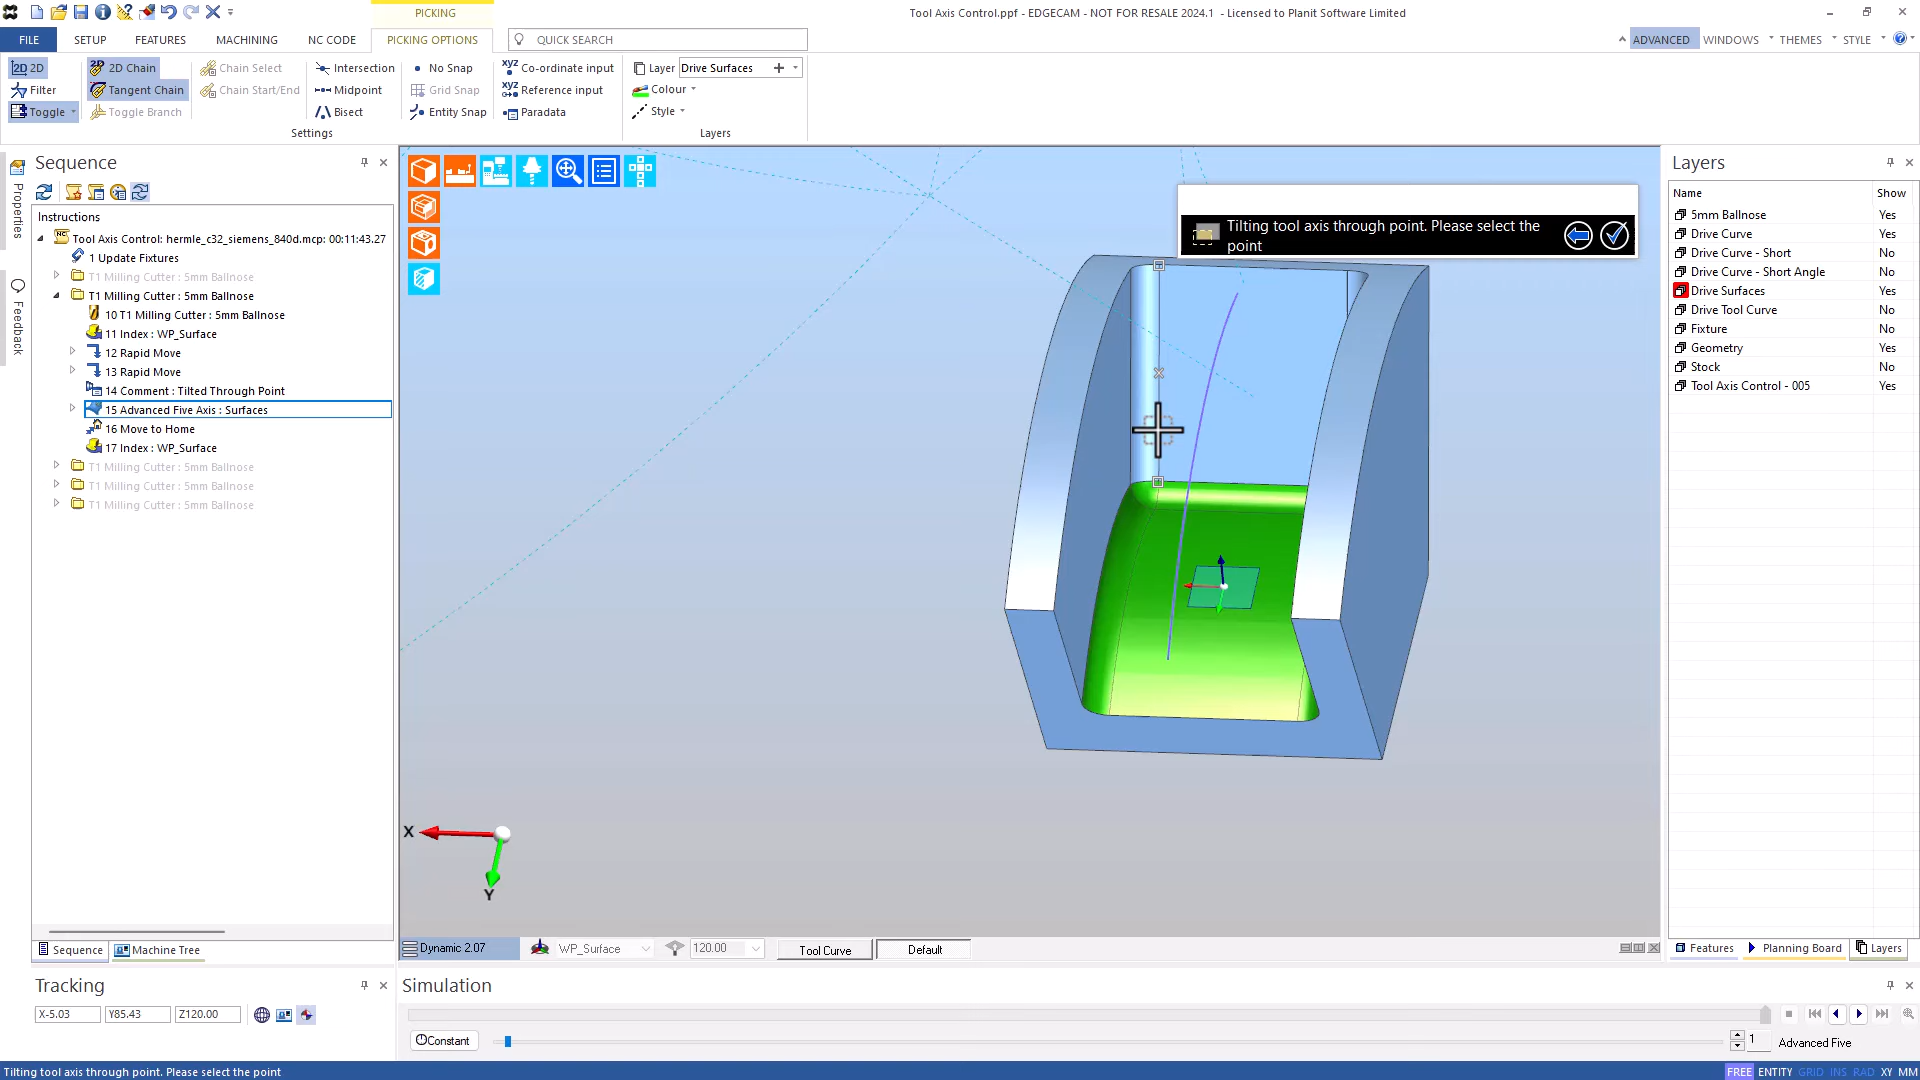 PICKING
Tool Axis Control.ppf - EDGECAM - NOT FOR RESALE 2024.1 - Licensed to Planit Software Limited
FILE SETUP FEATURES MACHINING NC CODE PICKING OPTIONS QUICK SEARCH ADVANCED WINDOWS THEMES STYLE
2D 2D 2D Chain Chain Select Intersection No Snap xyz Co-ordinate input Layer Drive Surfaces
Filter Tangent Chain Chain Start/End Midpoint Grid Snap xyz Reference input Colour
Toggle Toggle Branch Bisect Entity Snap Paradata Style
Settings Layers
Properties
Feedback
Sequence
Instructions
Tool Axis Control: hermle_c32_siemens_840d.mcp: 00:11:43.27
1 Update Fixtures
T1 Milling Cutter : 5mm Ballnose
T1 Milling Cutter : 5mm Ballnose
10 T1 Milling Cutter : 5mm Ballnose
11 Index : WP_Surface
12 Rapid Move
13 Rapid Move
14 Comment : Tilted Through Point
15 Advanced Five Axis : Surfaces
16 Move to Home
17 Index : WP_Surface
T1 Milling Cutter : 5mm Ballnose
T1 Milling Cutter : 5mm Ballnose
T1 Milling Cutter : 5mm Ballnose
Sequence Machine Tree
Tilting tool axis through point. Please select the
point
X
Y
Dynamic 2.07 WP_Surface 120.00 Tool Curve Default
Layers
Name Show
5mm Ballnose Yes
Drive Curve Yes
Drive Curve - Short No
Drive Curve - Short Angle No
Drive Surfaces Yes
Drive Tool Curve No
Fixture No
Geometry Yes
Stock No
Tool Axis Control - 005 Yes
Features Planning Board Layers
Tracking
X-5.03 Y85.43 Z120.00
Simulation
Constant 1 Advanced Five
Tilting tool axis through point. Please select the point
FREE ENTITY GRID INS RAD XY MM